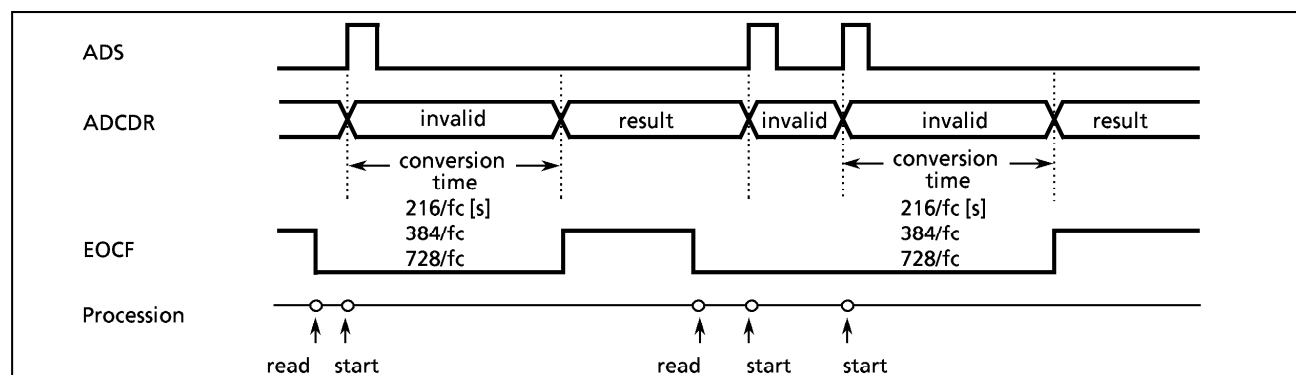 ADS
ADCDR
invalid
result
invalid
invalid
result
conversion
time
216/fc [s]
384/fc
728/fc
conversion
time
216/fc [s]
384/fc
728/fc
EOCF
Procession
read
start
read
start
start